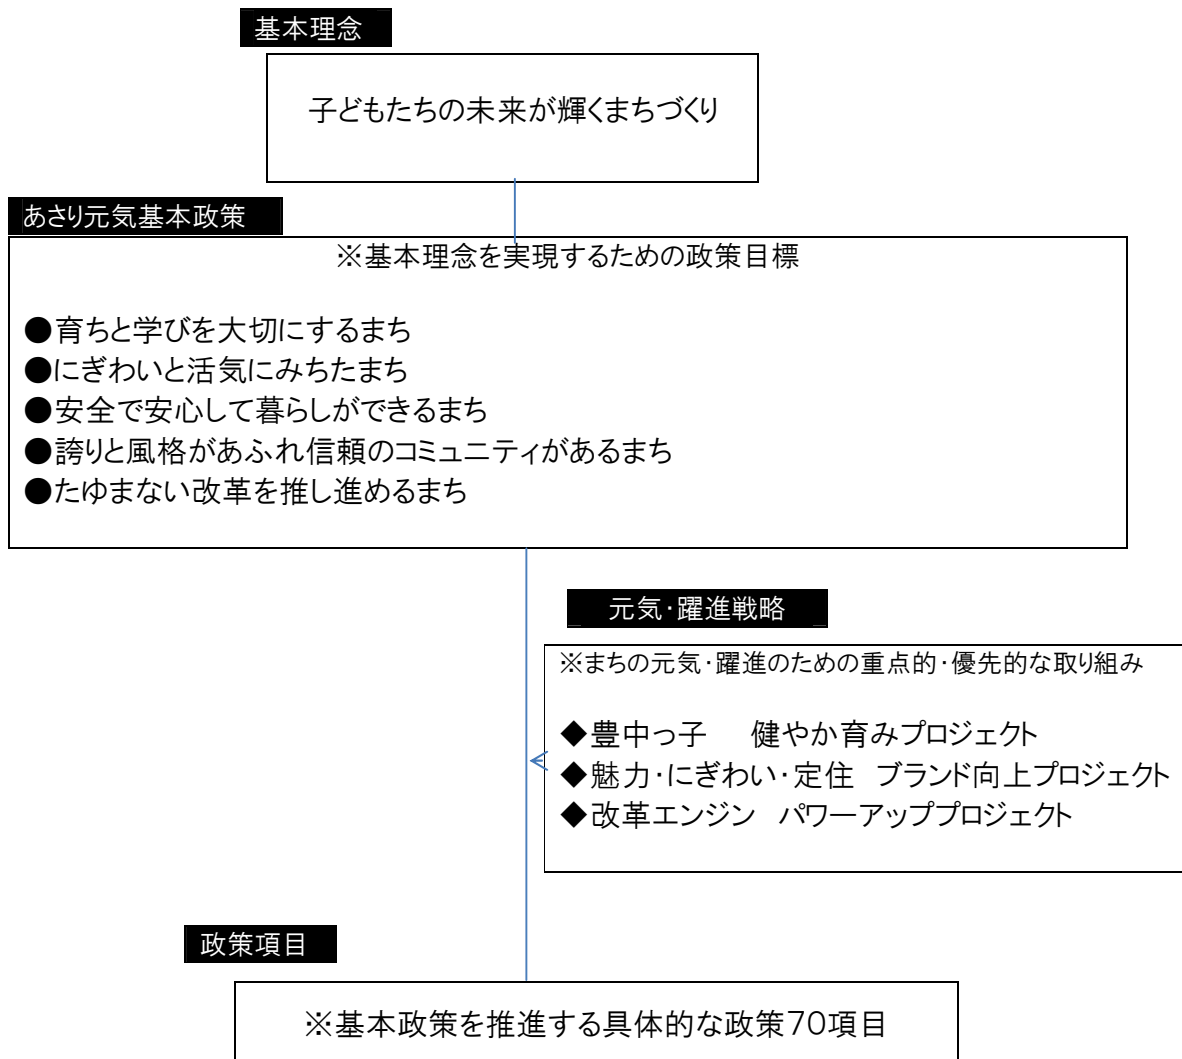 基本理念
子どもたちの未来が輝くまちづくり
あさり元気基本政策
※基本理念を実現するための政策目標
●育ちと学びを大切にするまち
●にぎわいと活気にみちたまち
●安全で安心して暮らしができるまち
●誇りと風格があふれ信頼のコミュニティがあるまち
●たゆまない改革を推し進めるまち
元気・躍進戦略
※まちの元気・躍進のための重点的・優先的な取り組み
◆豊中っ子　健やか育みプロジェクト
◆魅力・にぎわい・定住　ブランド向上プロジェクト
◆改革エンジン　パワーアッププロジェクト
政策項目
※基本政策を推進する具体的な政策70項目